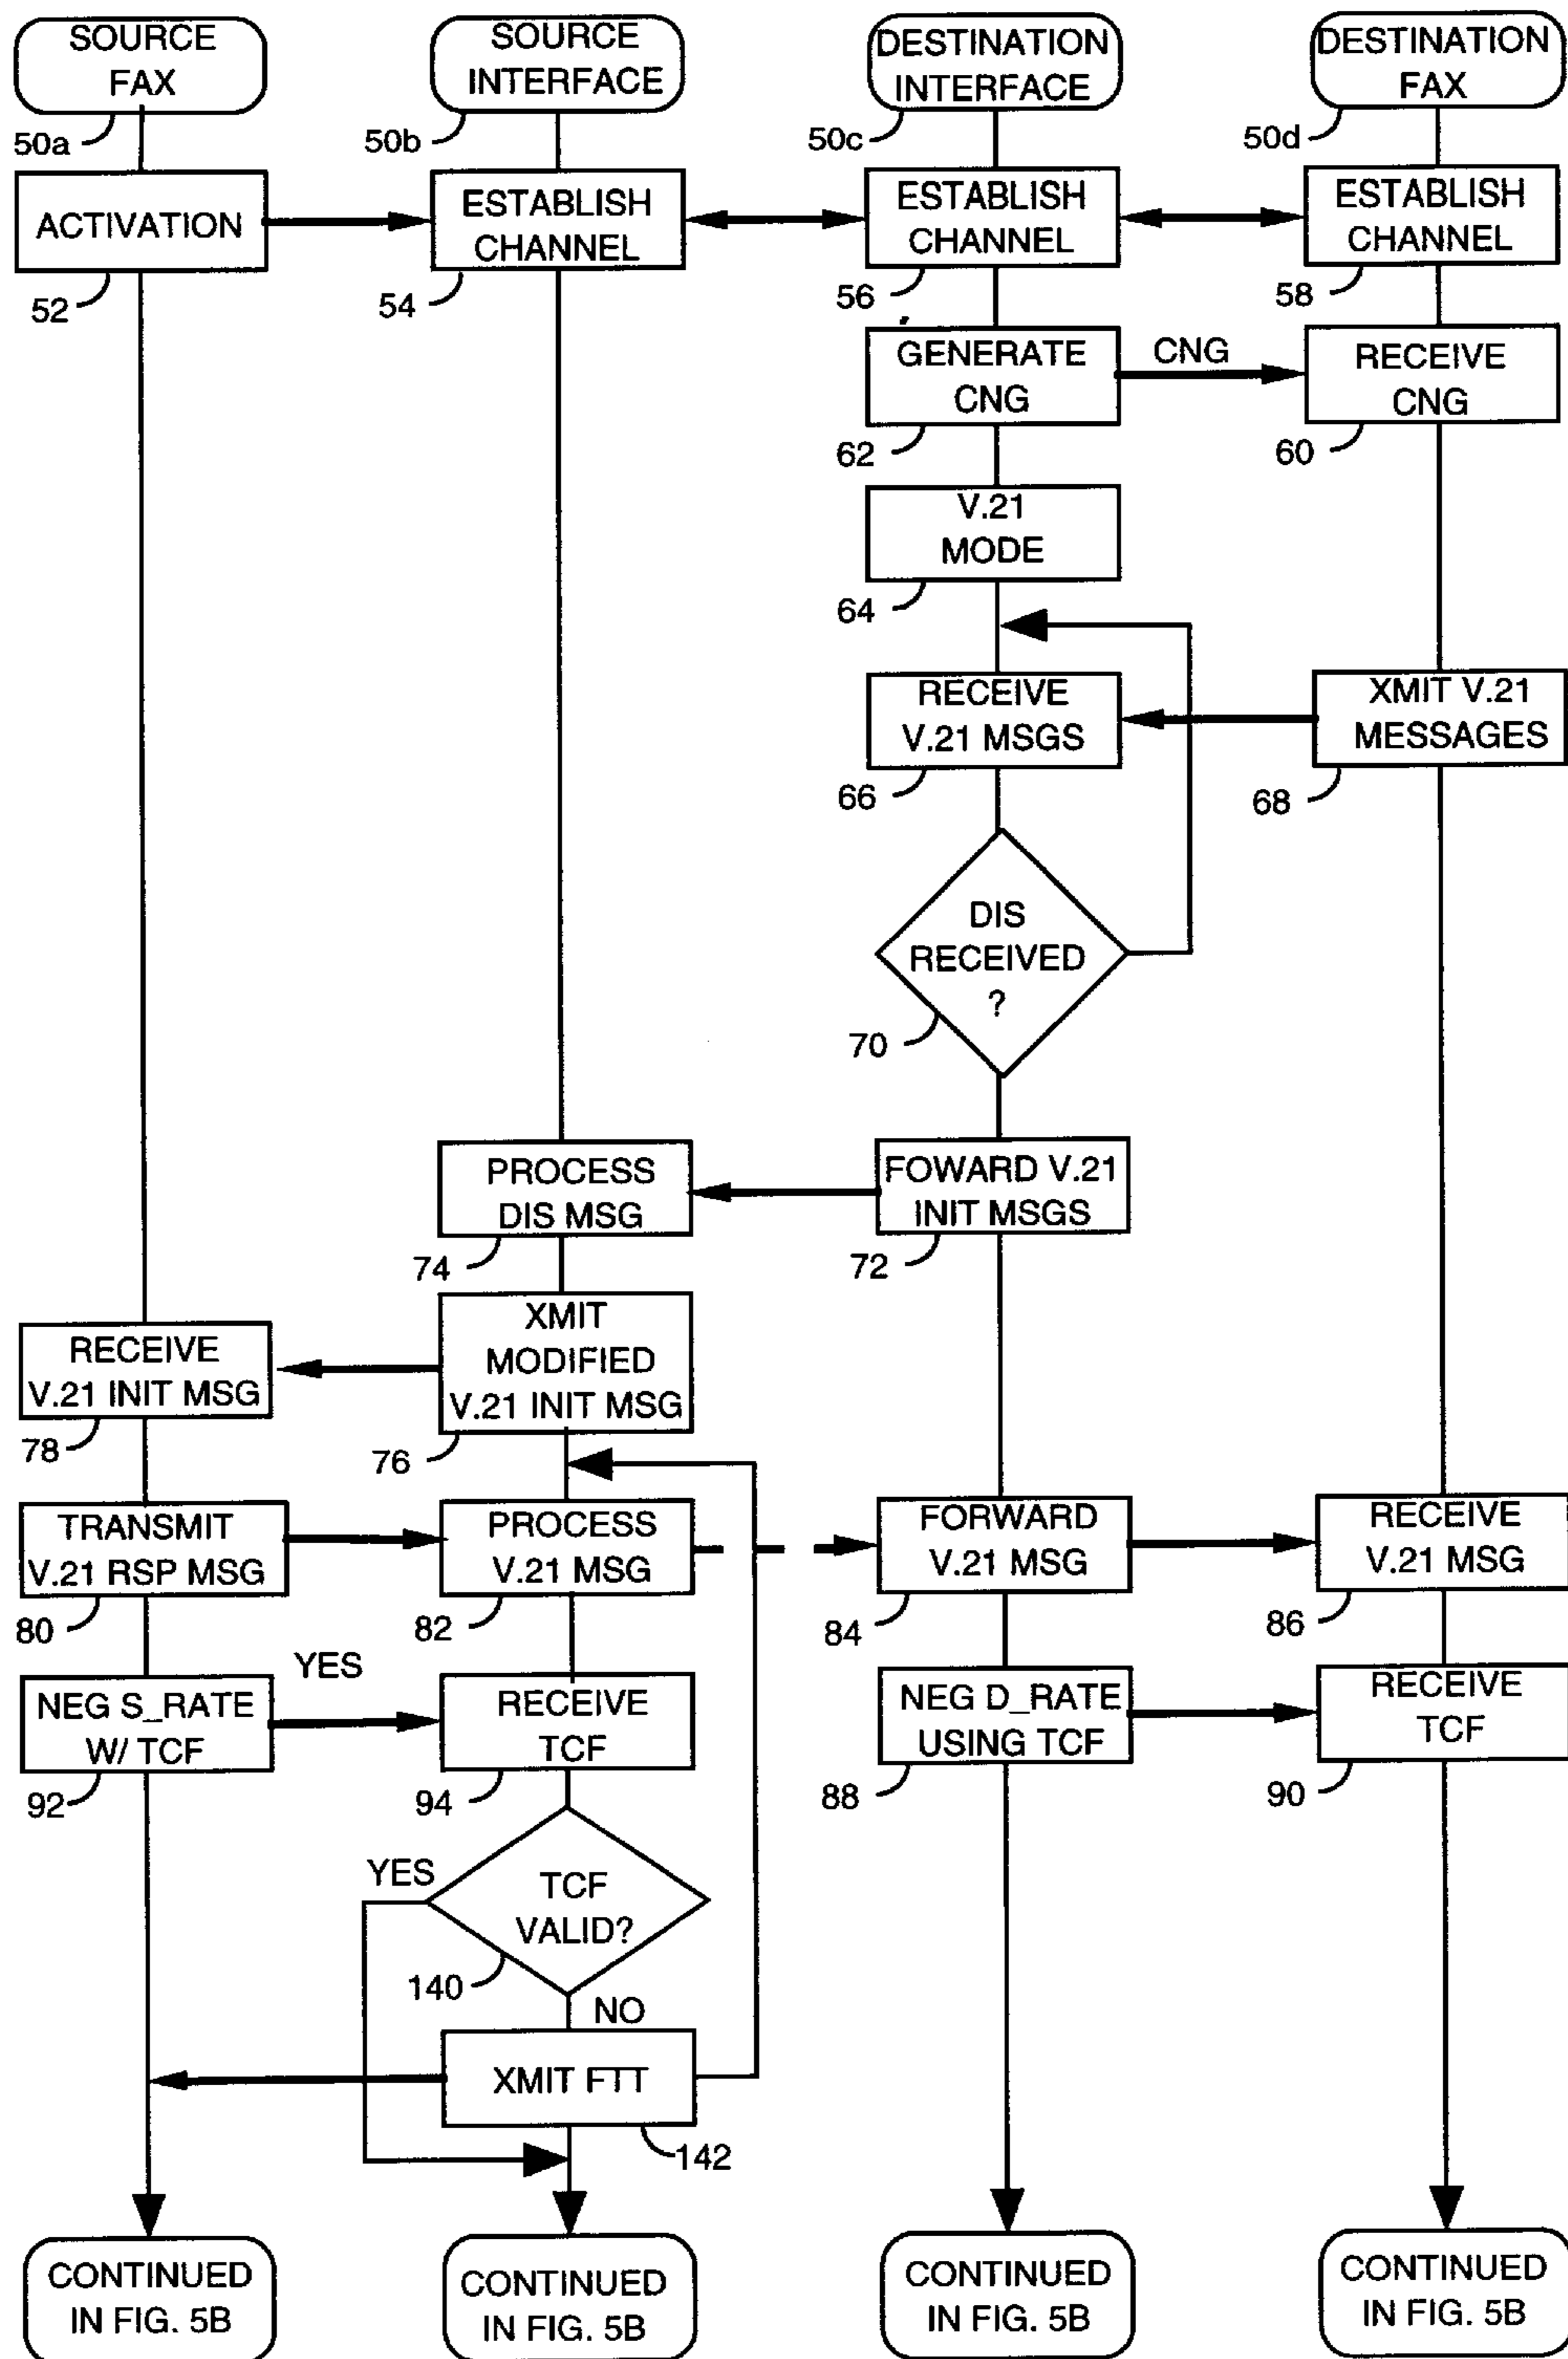 SOURCE
FAX
50a
SOURCE
INTERFACE
50b
DESTINATION
INTERFACE
50c
DESTINATION
FAX
50d
ACTIVATION
52
ESTABLISH
CHANNEL
54
ESTABLISH
CHANNEL
56
ESTABLISH
CHANNEL
58
GENERATE
CNG
62
CNG
RECEIVE
CNG
60
V.21
MODE
64
RECEIVE
V.21 MSGS
66
XMIT V.21
MESSAGES
68
DIS
RECEIVED
?
70
PROCESS
DIS MSG
74
FOWARD V.21
INIT MSGS
72
RECEIVE
V.21 INIT MSG
78
XMIT
MODIFIED
V.21 INIT MSG
76
TRANSMIT
V.21 RSP MSG
80
PROCESS
V.21 MSG
82
FORWARD
V.21 MSG
84
RECEIVE
V.21 MSG
86
NEG S_RATE
W/ TCF
92
YES
RECEIVE
TCF
94
NEG D_RATE
USING TCF
88
RECEIVE
TCF
90
YES
TCF
VALID?
140
NO
XMIT FTT
142
CONTINUED
IN FIG. 5B
CONTINUED
IN FIG. 5B
CONTINUED
IN FIG. 5B
CONTINUED
IN FIG. 5B